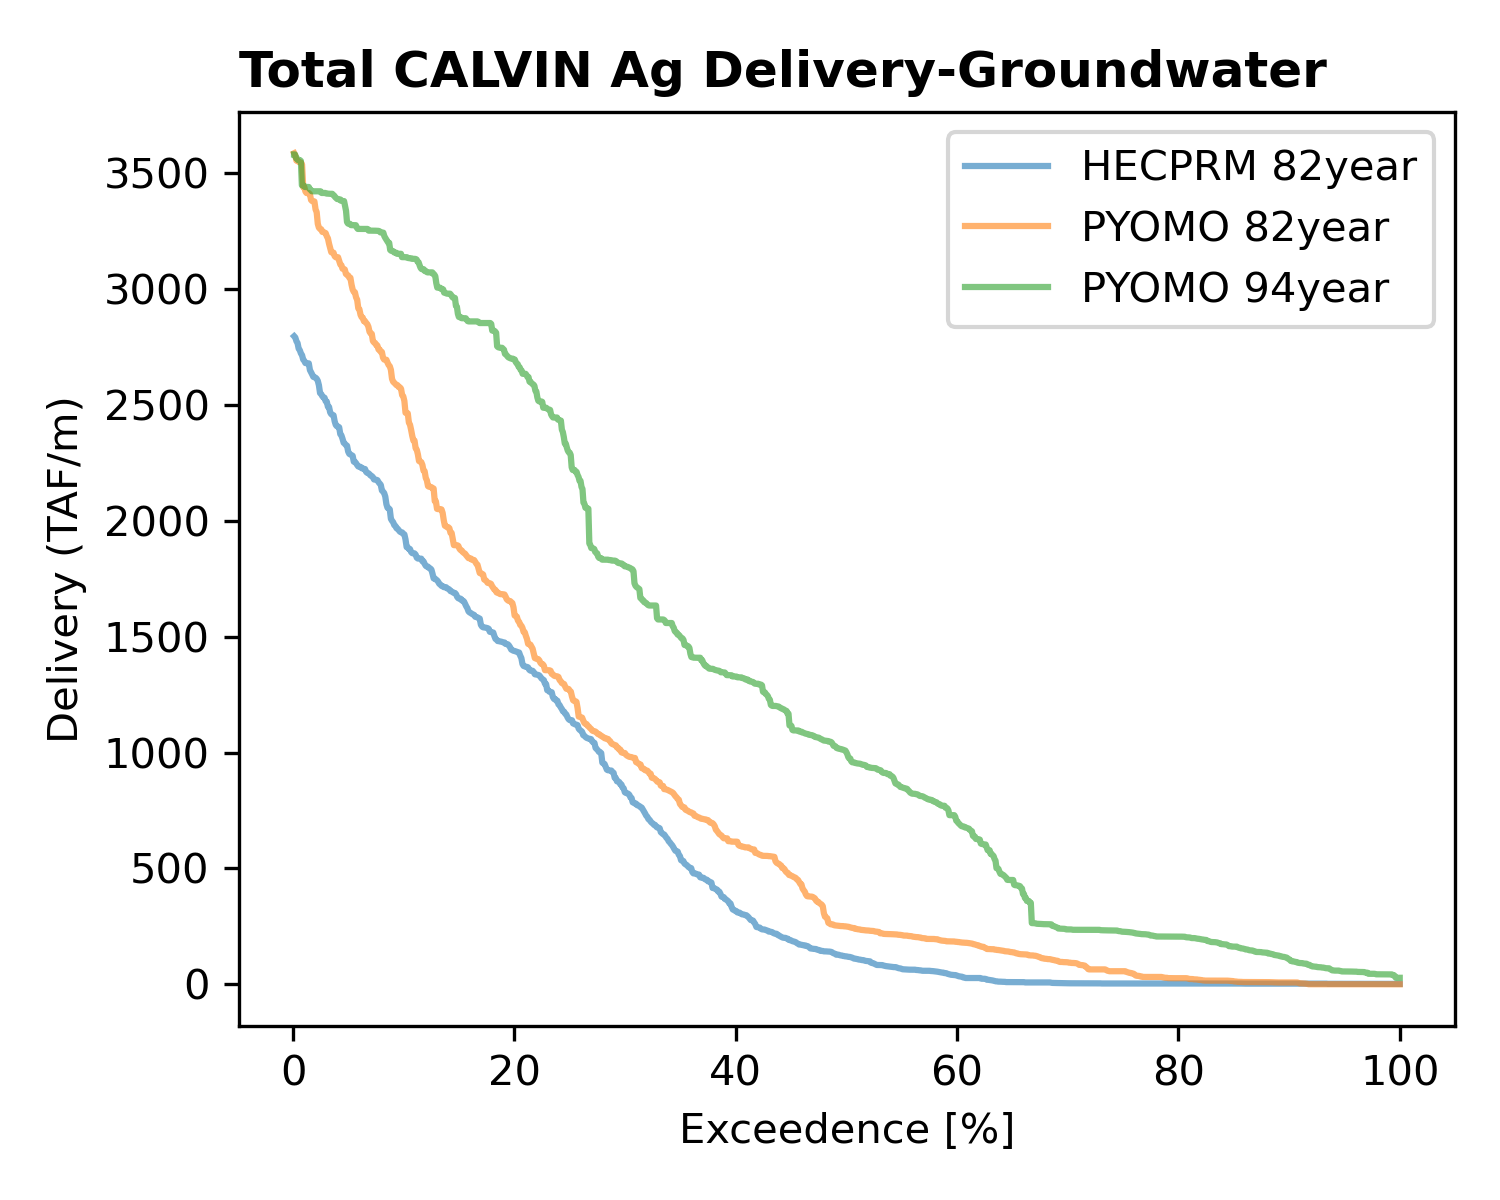 Total CALVIN Ag Delivery-Groundwater
HECPRM 82year
PYOMO 82year
PYOMO 94year
Delivery (TAF/m)
3500
3000
2500
2000
1500
1000
500
0
0 20 40 60 80 100
Exceedence [%]